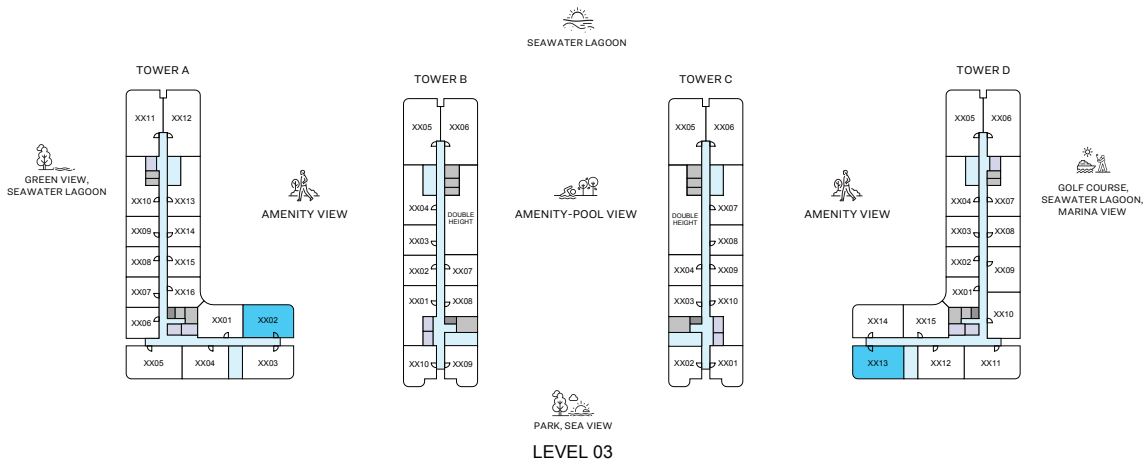 SEAWATER LAGOON
TOWER A
TOWER B
TOWER C
TOWER D
GREEN VIEW,
SEAWATER LAGOON
AMENITY VIEW
AMENITY-POOL VIEW
AMENITY VIEW
GOLF COURSE,
SEAWATER LAGOON,
MARINA VIEW
XX11 XX12
XX10 XX13
XX09 XX14
XX08 XX15
XX07 XX16
XX06 XX01 XX02
XX05 XX04 XX03
XX05 XX06
XX04 DOUBLE
HEIGHT
XX03
XX02 XX07
XX01 XX08
XX10 XX09
XX05 XX06
XX07
DOUBLE
HEIGHT
XX08
XX04 XX09
XX03 XX10
XX02 XX01
XX05 XX06
XX04 XX07
XX03 XX08
XX02 XX09
XX01
XX14 XX15 XX10
XX13 XX12 XX11
PARK, SEA VIEW
LEVEL 03